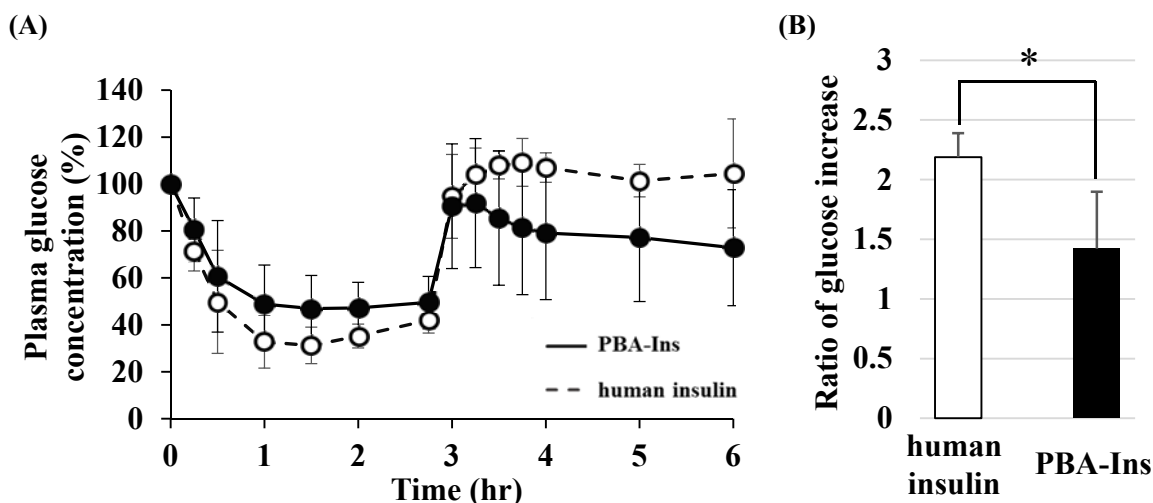 (A)
Plasma glucose
concentration (%)
140
120
100
80
60
40
20
0
0 1 2 3 4 5 6
Time (hr)
PBA-Ins
human insulin
(B)
Ratio of glucose increase
3
2.5
2
1.5
1
0.5
0
*
human
insulin
PBA-Ins